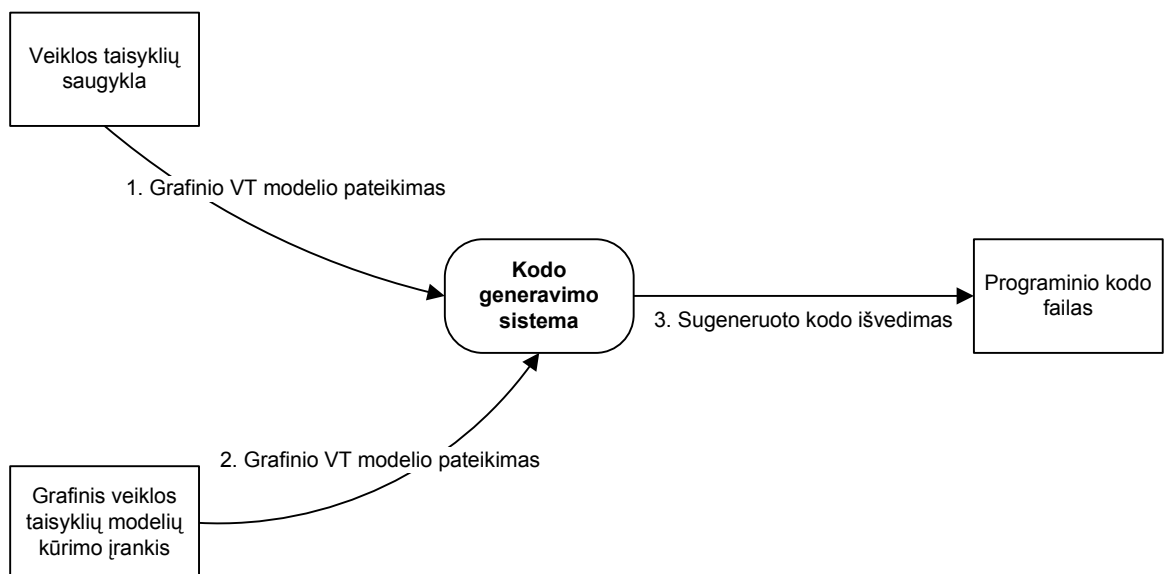 Veiklos taisyklių
saugykla
1. Grafinio VT modelio pateikimas
Kodo
generavimo
sistema
3. Sugeneruoto kodo išvedimas
Programinio kodo
failas
2. Grafinio VT modelio pateikimas
Grafinis veiklos
taisyklių modelių
kūrimo įrankis